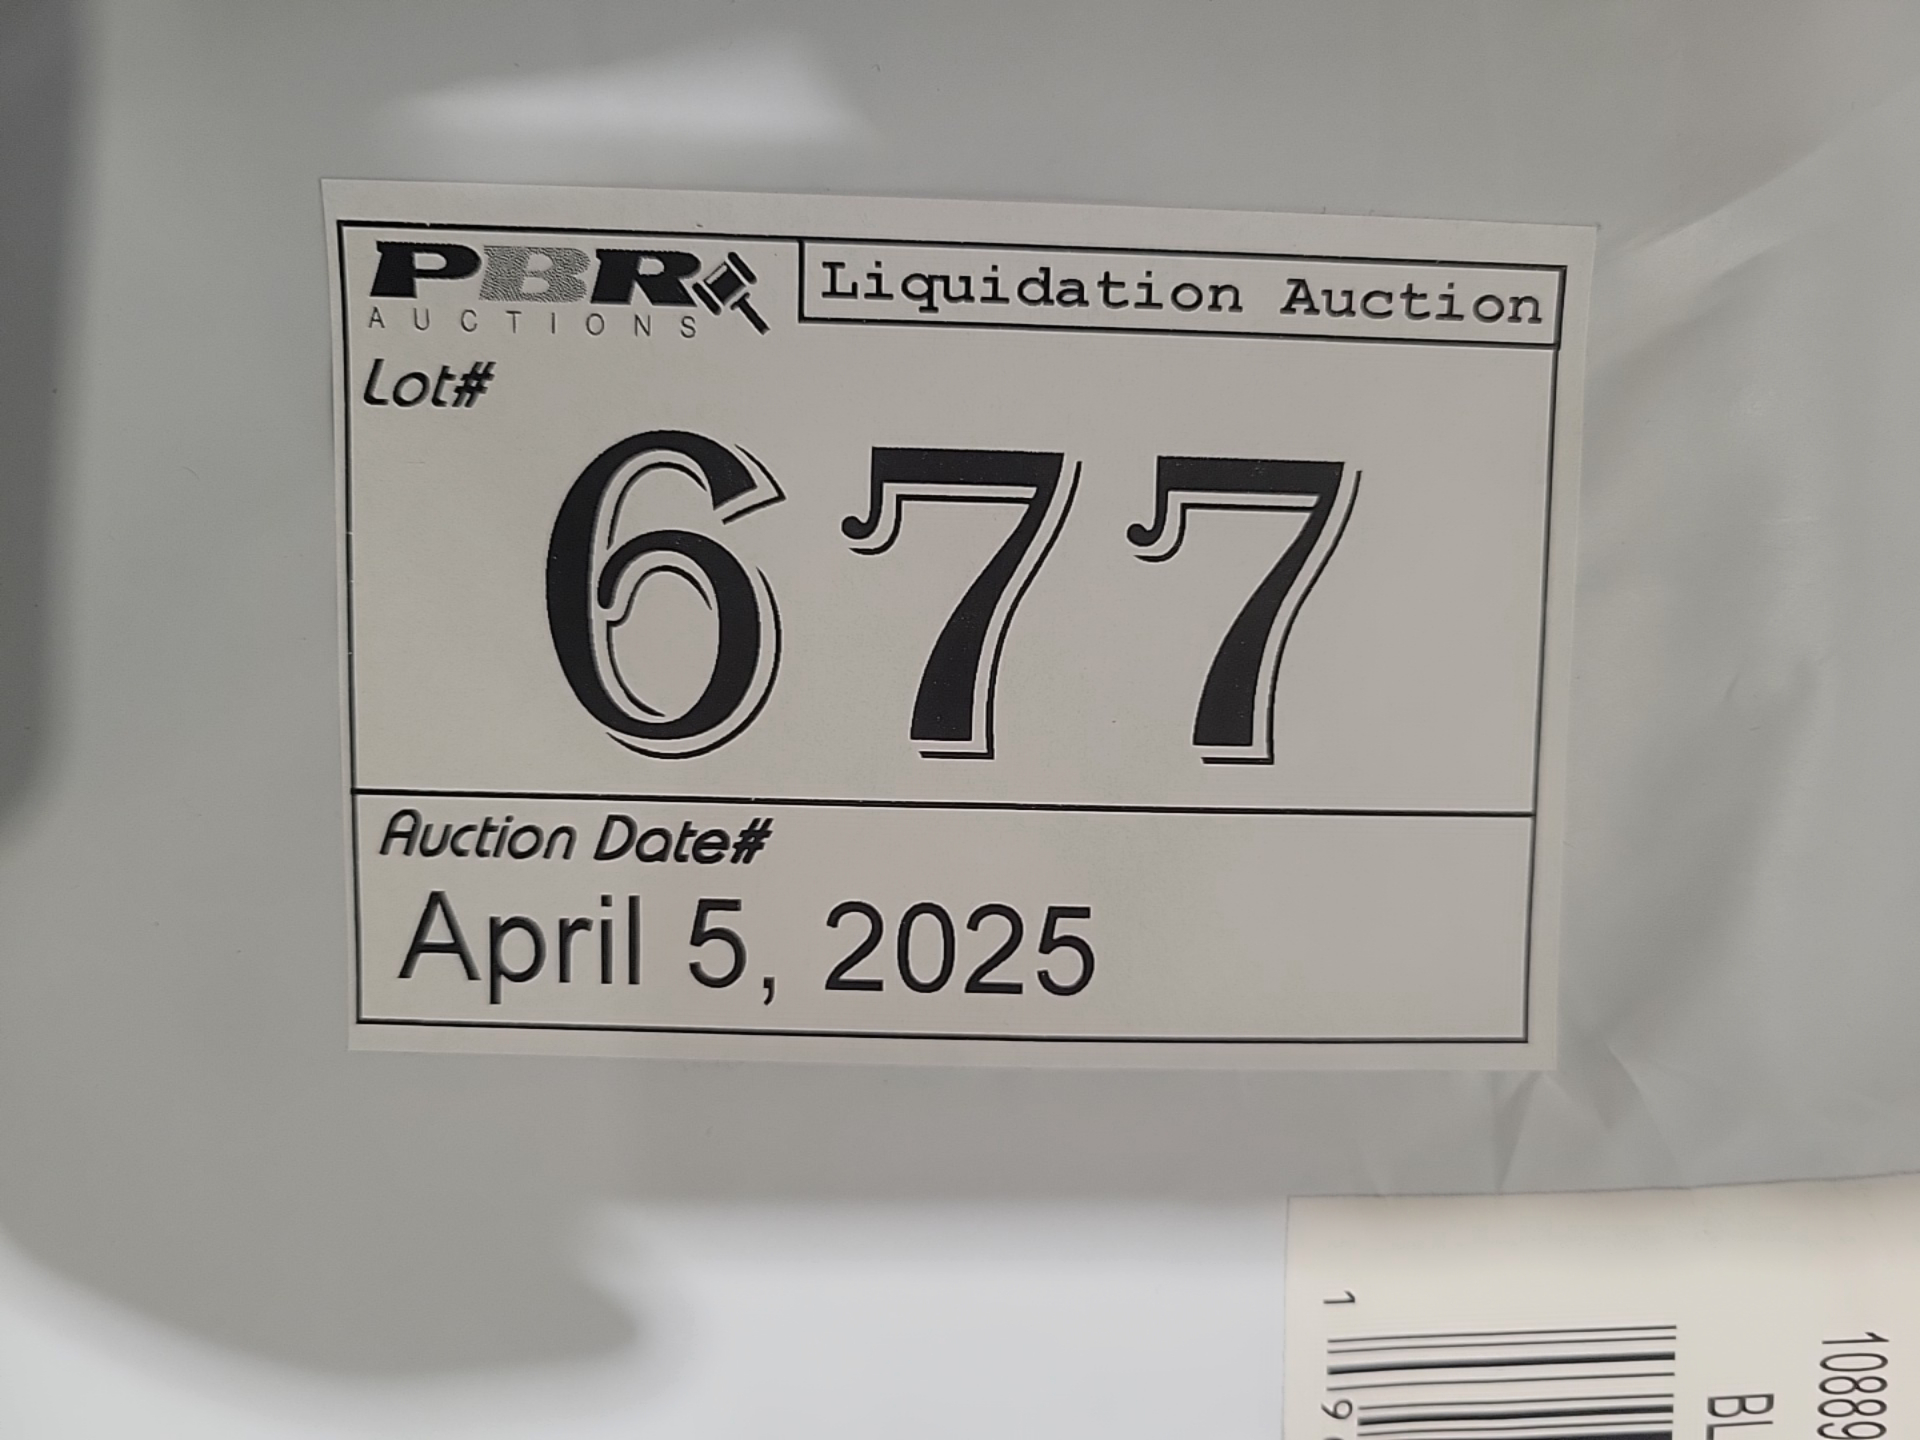 PBR
AUCTIONS
Liquidation Auction
Lot#
677
Auction Date#
April 5, 2025
1
10889
BL